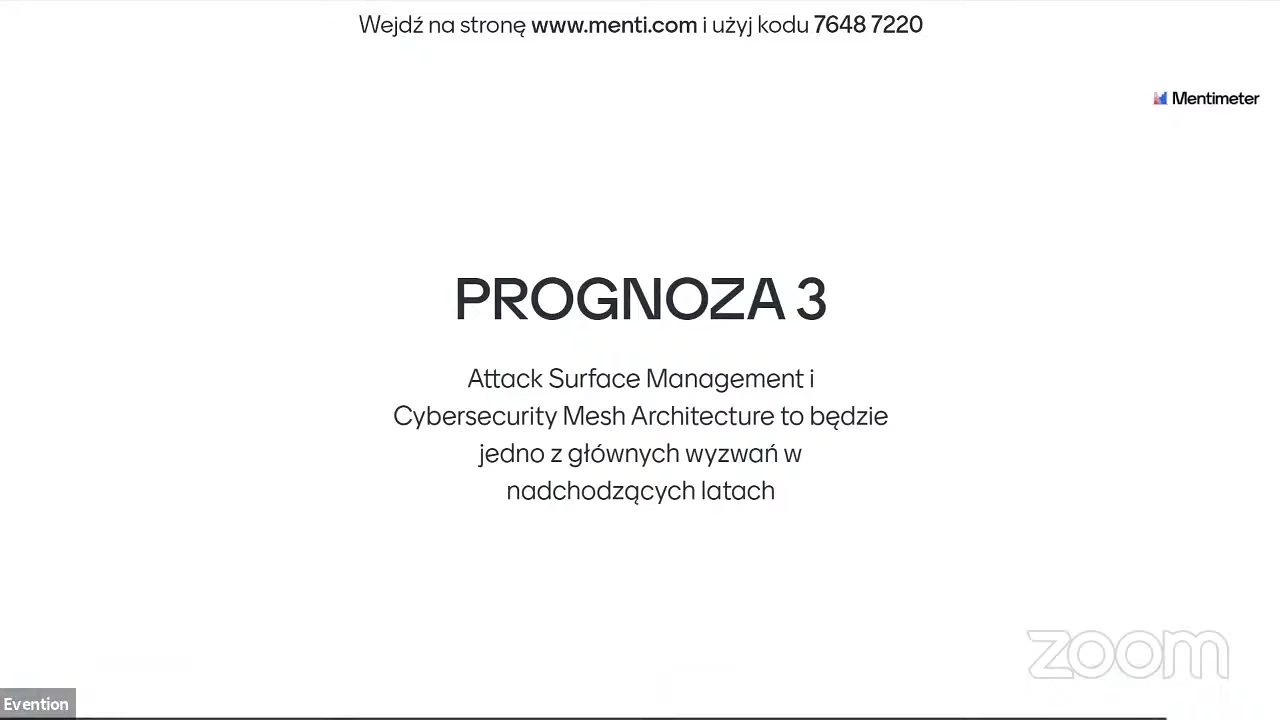 Wejdź na stronę www.menti.com i użyj kodu 7648 7220
Mentimeter
PROGNOZA 3
Attack Surface Management i
Cybersecurity Mesh Architecture to będzie
jedno z głównych wyzwań w
nadchodzących latach
zoom
Evention